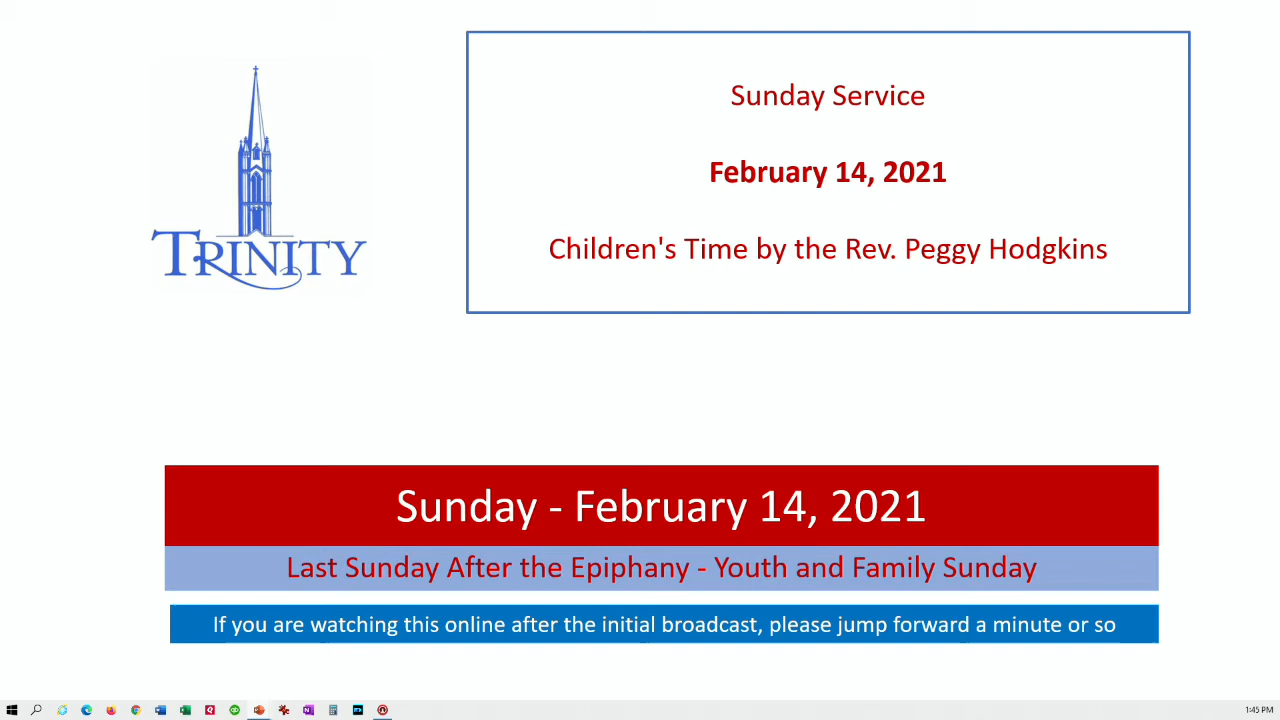 TRINITY
Sunday Service
February 14, 2021
Children's Time by the Rev. Peggy Hodgkins
Sunday - February 14, 2021
Last Sunday After the Epiphany - Youth and Family Sunday
If you are watching this online after the initial broadcast, please jump forward a minute or so
1:45 PM